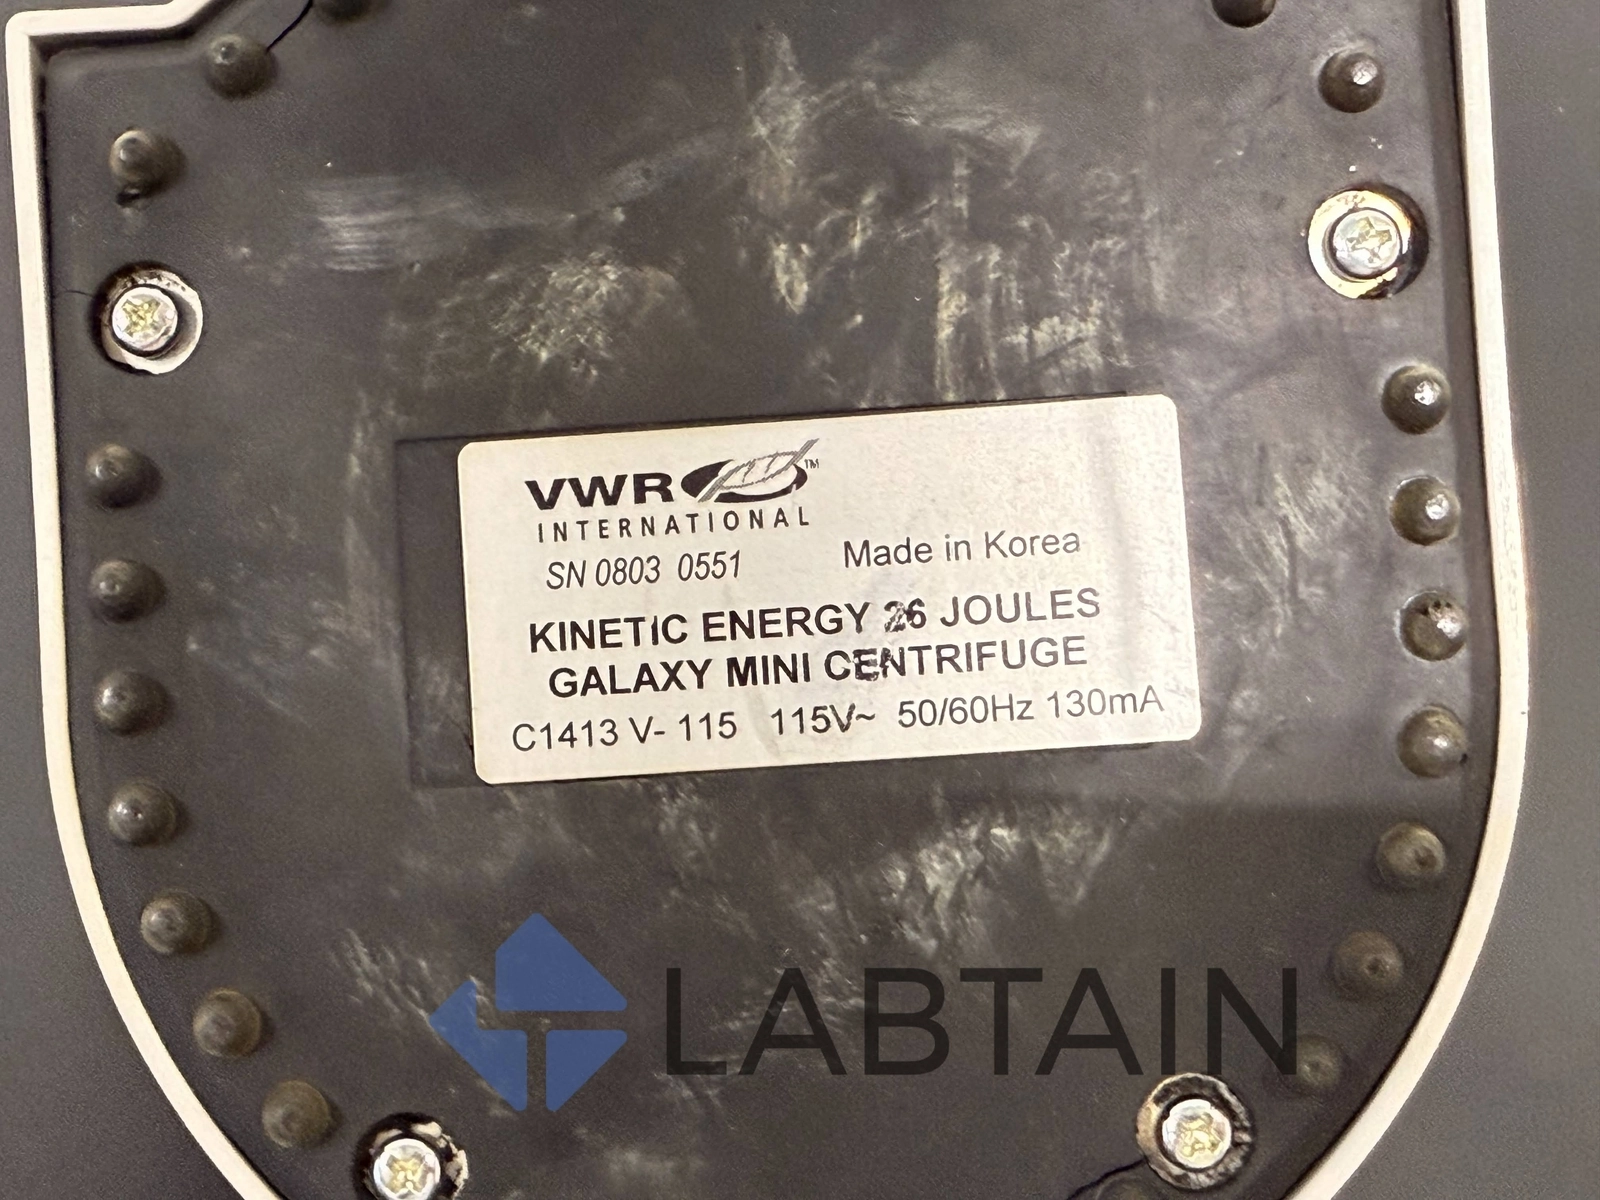 VWR TM
INTERNATIONAL
SN 0803 0551 Made in Korea
KINETIC ENERGY 26 JOULES
GALAXY MINI CENTRIFUGE
C1413 V- 115 115V~ 50/60Hz 130mA
LABTAIN